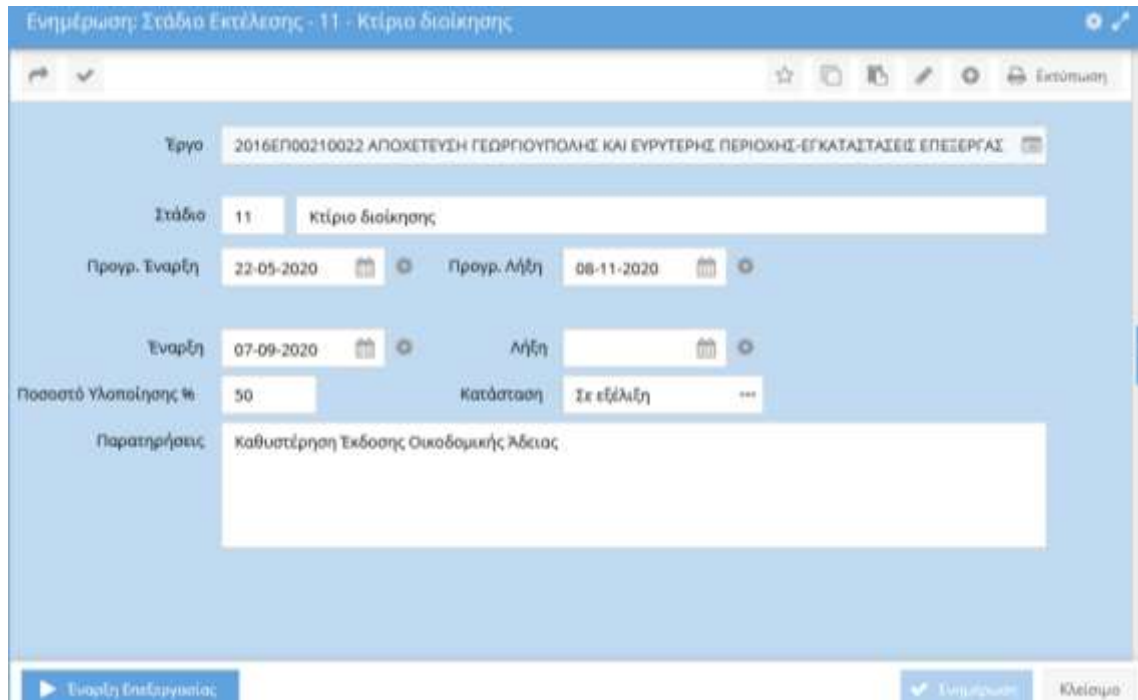 Ενημέρωση: Στάδιο Εκτέλεσης - 11 - Κτίριο διοίκησης
Εκτύπωση
Έργο 2016ΕΠ00210022 ΑΠΟΧΕΤΕΥΣΗ ΓΕΩΡΓΙΟΥΠΟΛΗΣ ΚΑΙ ΕΥΡΥΤΕΡΗΣ ΠΕΡΙΟΧΗΣ-ΕΓΚΑΤΑΣΤΑΣΕΙΣ ΕΠΕΞΕΡΓΑΣ
Στάδιο 11 Κτίριο διοίκησης
Προγρ. Έναρξη 22-05-2020 Προγρ. Λήξη 08-11-2020
Έναρξη 07-09-2020 Λήξη
Ποσοστό Υλοποίησης % 50 Κατάσταση Σε εξέλιξη ...
Παρατηρήσεις Καθυστέρηση Έκδοσης Οικοδομικής Άδειας
Έναρξη Επεξεργασίας Ενημέρωση Κλείσιμο